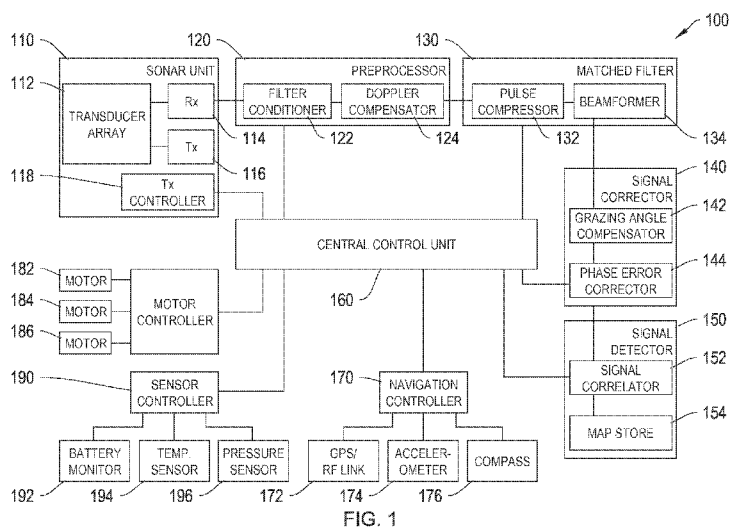 100
110
120
130
SONAR UNIT
PREPROCESSOR
MATCHED FILTER
112
TRANSDUCER
ARRAY
Rx
FILTER
CONDITIONER
DOPPLER
COMPENSATOR
PULSE
COMPRESSOR
BEAMFORMER
114
122
124
132
134
Tx
116
118
Tx
CONTROLLER
SIGNAL
CORRECTOR
140
GRAZING ANGLE
COMPENSATOR
142
CENTRAL CONTROL UNIT
160
PHASE ERROR
CORRECTOR
144
182
MOTOR
184
MOTOR
186
MOTOR
MOTOR
CONTROLLER
SIGNAL
DETECTOR
150
190
SENSOR
CONTROLLER
170
NAVIGATION
CONTROLLER
SIGNAL
CORRELATOR
152
MAP STORE
154
BATTERY
MONITOR
TEMP.
SENSOR
PRESSURE
SENSOR
GPS/
RF LINK
ACCELER-
OMETER
COMPASS
192
194
196
172
174
176
FIG. 1